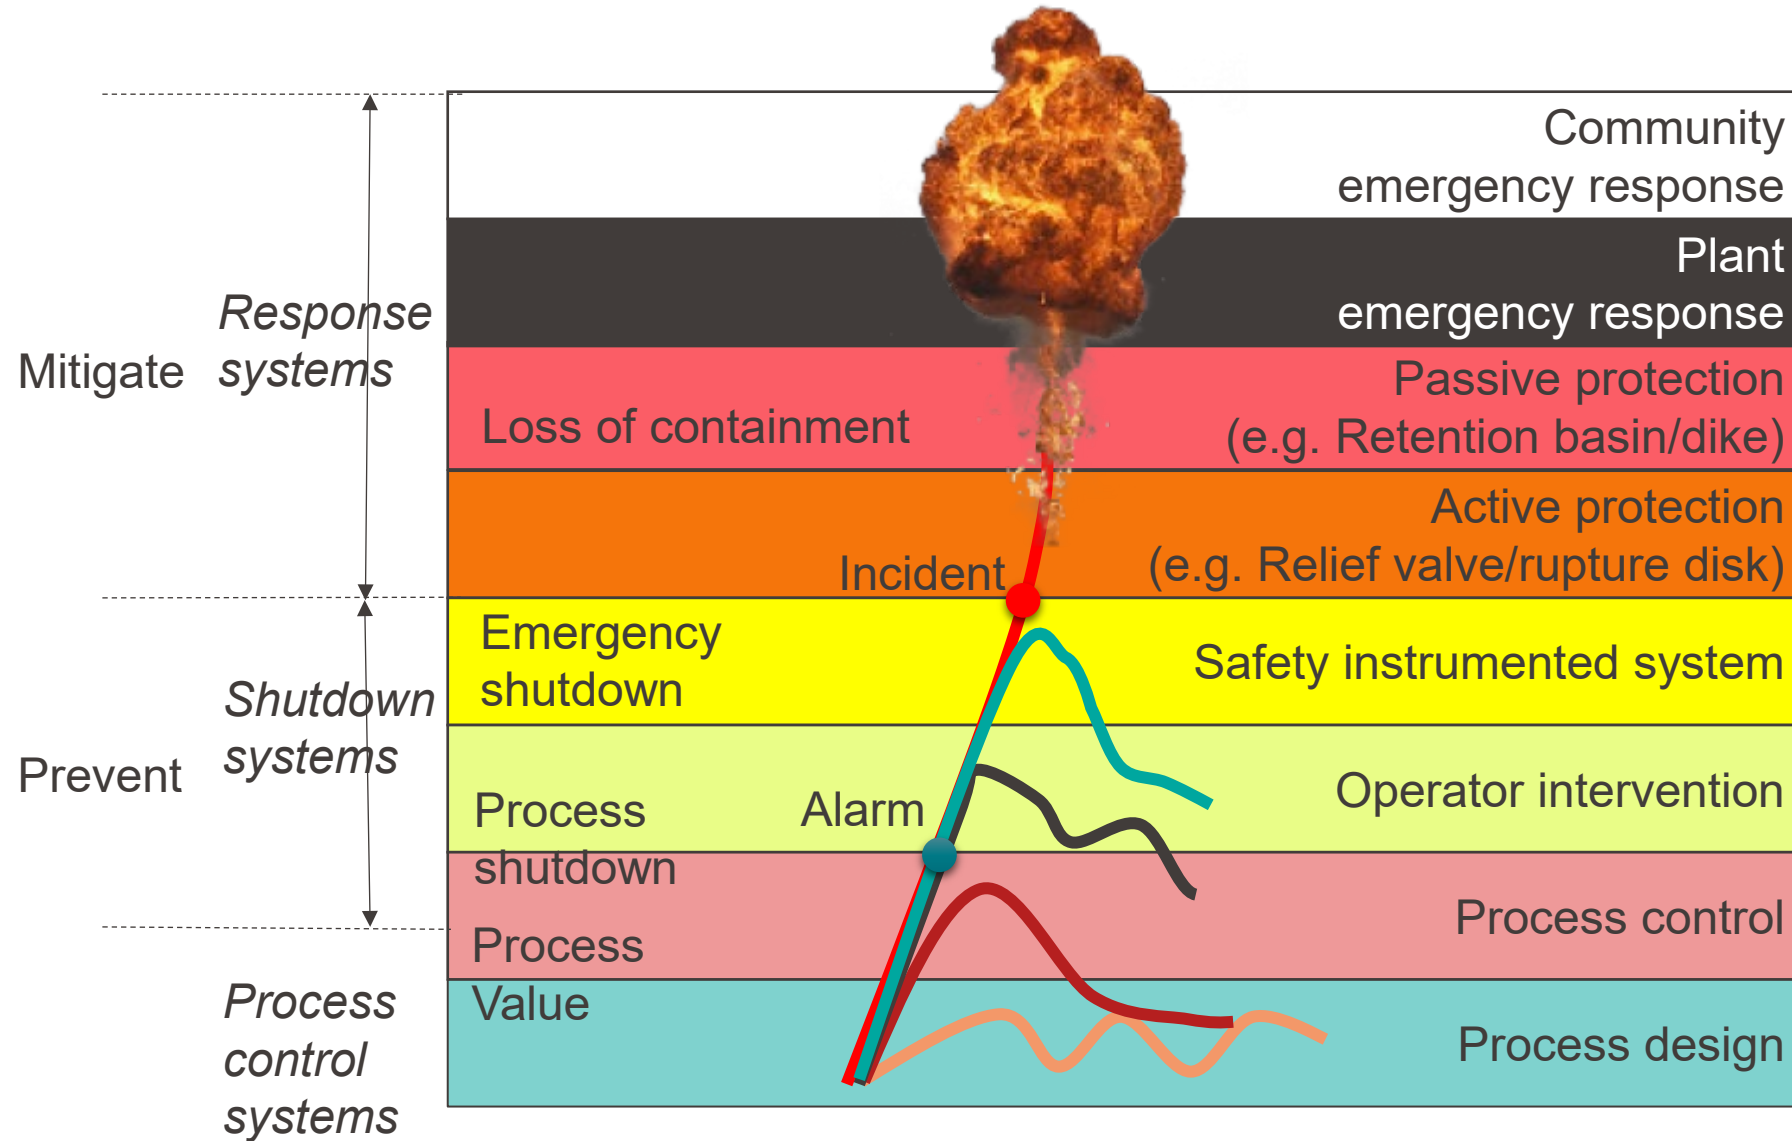 Community
emergency response
Plant
emergency response
Response
systems
Mitigate
Passive protection
(e.g. Retention basin/dike)
Loss of containment
Active protection
(e.g. Relief valve/rupture disk)
Incident
Emergency
shutdown
Safety instrumented system
Shutdown
systems
Prevent
Operator intervention
Process
shutdown
Alarm
Process control
Process
Value
Process
control
systems
Process design